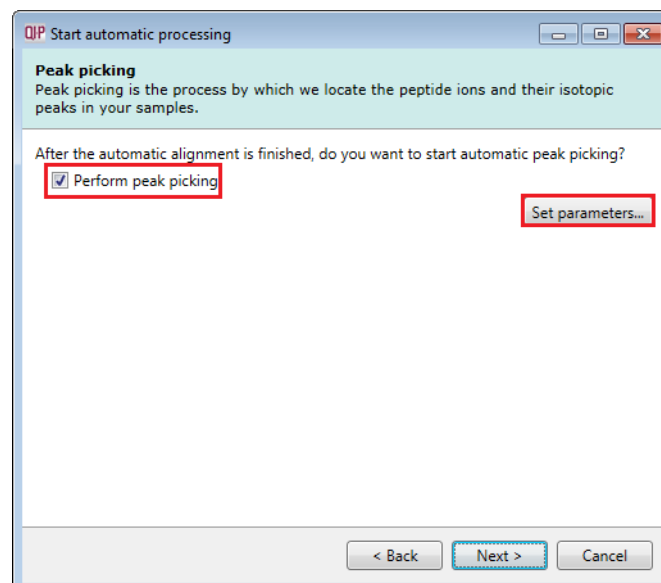 QIP Start automatic processing
Peak picking
Peak picking is the process by which we locate the peptide ions and their isotopic
peaks in your samples.
After the automatic alignment is finished, do you want to start automatic peak picking?
Perform peak picking
Set parameters...
< Back Next > Cancel